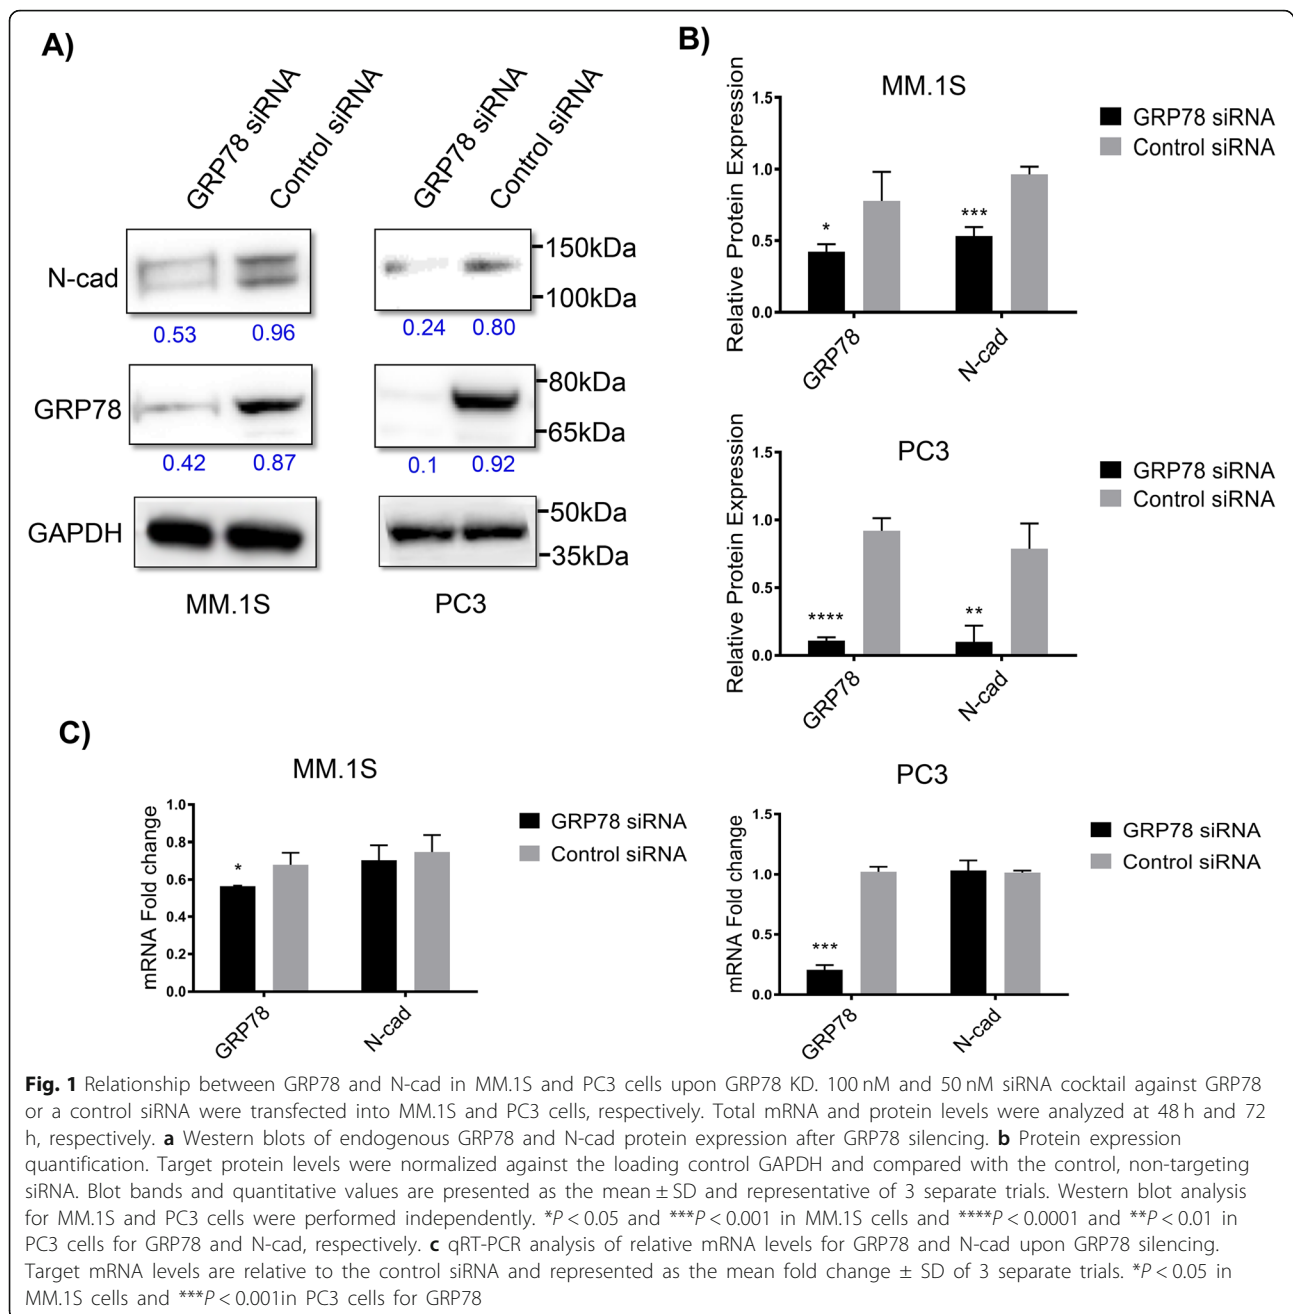 A)
GRP78 siRNA
Control siRNA
GRP78 siRNA
Control siRNA
N-cad
150kDa
100kDa
0.53
0.96
0.24
0.80
GRP78
80kDa
65kDa
0.42
0.87
0.1
0.92
GAPDH
50kDa
35kDa
MM.1S
PC3
B)
MM.1S
Relative Protein Expression
1.5
1.0
0.5
0.0
*
***
GRP78
N-cad
GRP78 siRNA
Control siRNA
PC3
Relative Protein Expression
1.5
1.0
0.5
0.0
****
**
GRP78
N-cad
GRP78 siRNA
Control siRNA
C)
MM.1S
mRNA Fold change
1.0
0.8
0.6
0.4
0.2
0.0
*
GRP78
N-cad
GRP78 siRNA
Control siRNA
PC3
mRNA Fold change
1.5
1.0
0.5
0.0
***
GRP78
N-cad
GRP78 siRNA
Control siRNA
Fig. 1 Relationship between GRP78 and N-cad in MM.1S and PC3 cells upon GRP78 KD. 100 nM and 50 nM siRNA cocktail against GRP78
or a control siRNA were transfected into MM.1S and PC3 cells, respectively. Total mRNA and protein levels were analyzed at 48 h and 72
h, respectively. a Western blots of endogenous GRP78 and N-cad protein expression after GRP78 silencing. b Protein expression
quantification. Target protein levels were normalized against the loading control GAPDH and compared with the control, non-targeting
siRNA. Blot bands and quantitative values are presented as the mean ± SD and representative of 3 separate trials. Western blot analysis
for MM.1S and PC3 cells were performed independently. *P < 0.05 and ***P < 0.001 in MM.1S cells and ****P < 0.0001 and **P < 0.01 in
PC3 cells for GRP78 and N-cad, respectively. c qRT-PCR analysis of relative mRNA levels for GRP78 and N-cad upon GRP78 silencing.
Target mRNA levels are relative to the control siRNA and represented as the mean fold change ± SD of 3 separate trials. *P < 0.05 in
MM.1S cells and ***P < 0.001in PC3 cells for GRP78